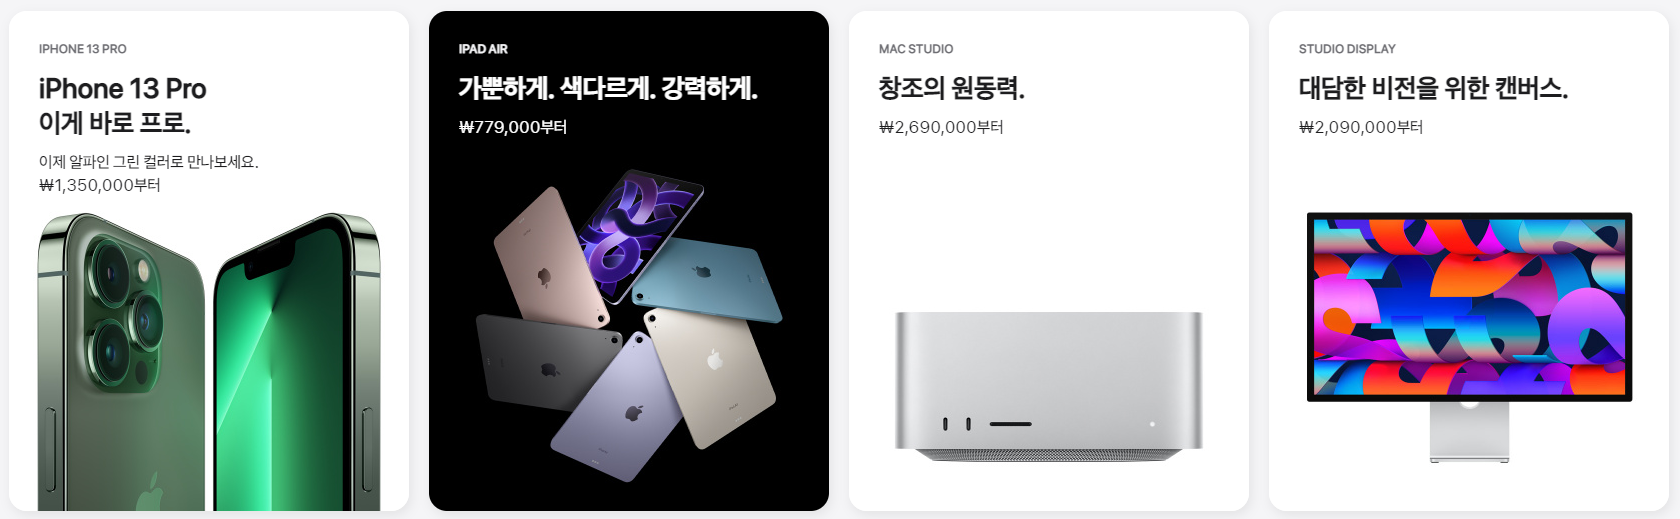 IPHONE 13 PRO
iPhone 13 Pro
이게 바로 프로.
이제 알파인 그린 컬러로 만나보세요.
₩1,350,000부터
IPAD AIR
가뿐하게. 색다르게. 강력하게.
₩779,000부터
MAC STUDIO
창조의 원동력.
₩2,690,000부터
STUDIO DISPLAY
대담한 비전을 위한 캔버스.
₩2,090,000부터